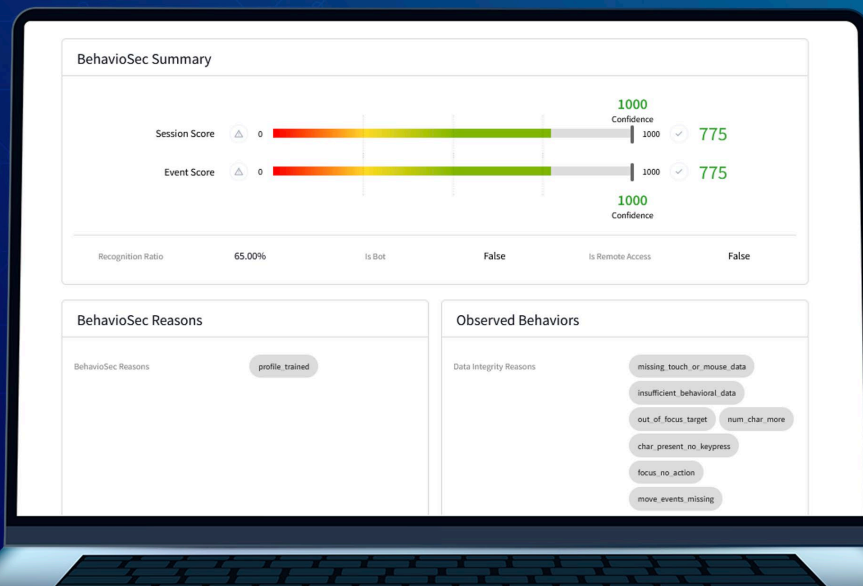 BehavioSec Summary
1000
Confidence
Session Score 0 1000 775
Event Score 0 1000 775
1000
Confidence
Recognition Ratio 65.00% Is Bot False Is Remote Access False
BehavioSec Reasons
BehavioSec Reasons profile_trained
Observed Behaviors
Data Integrity Reasons missing_touch_or_mouse_data
insufficient_behavioral_data
out_of_focus_target num_char_more
char_present_no_keypress
focus_no_action
move_events_missing